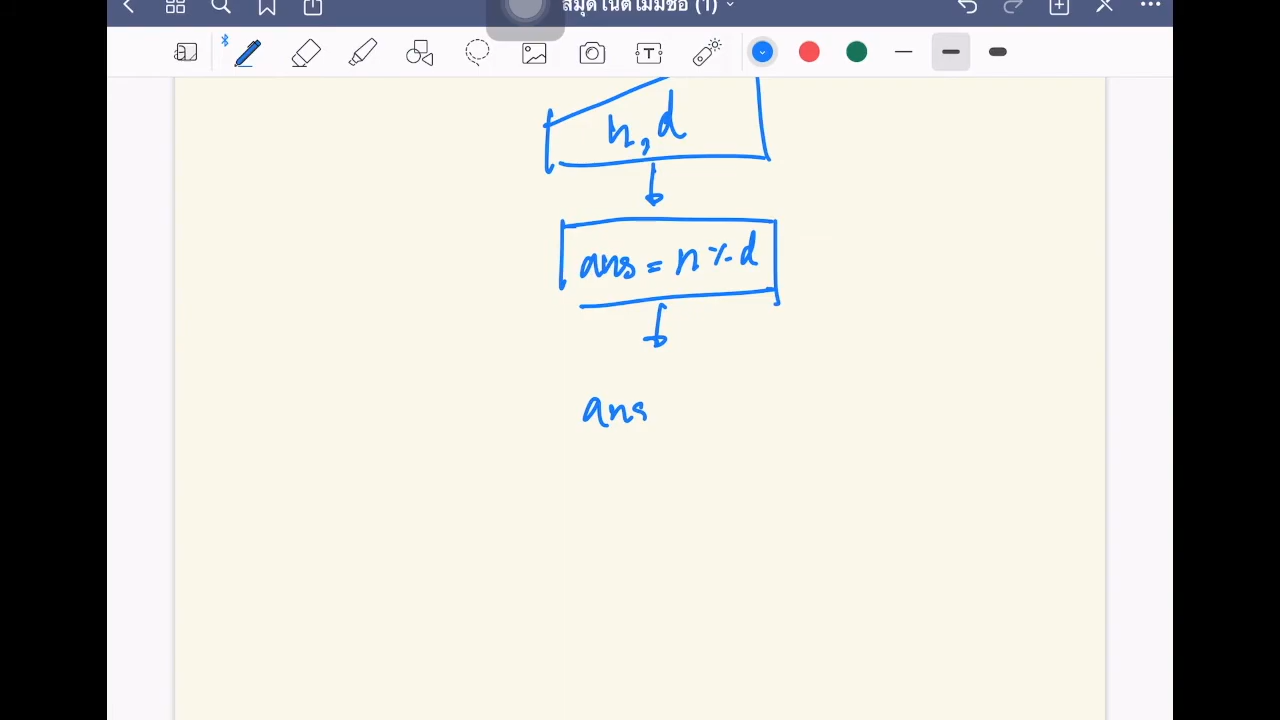 สมุดโน้ตไม่มีชื่อ (1)
n, d
ans = n % d
ans